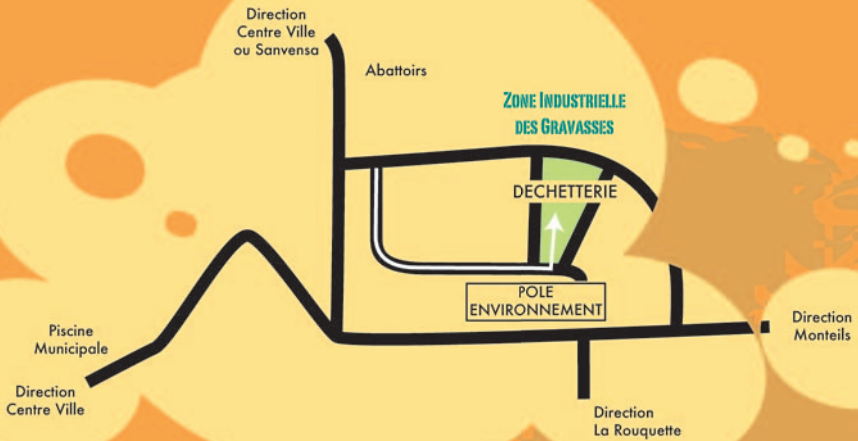 Direction
Centre Ville
ou Sanvensa
Abattoirs
ZONE INDUSTRIELLE
DES GRAVASSES
DECHETTERIE
POLE
ENVIRONNEMENT
Piscine
Municipale
Direction
Monteils
Direction
Centre Ville
Direction
La Rouquette